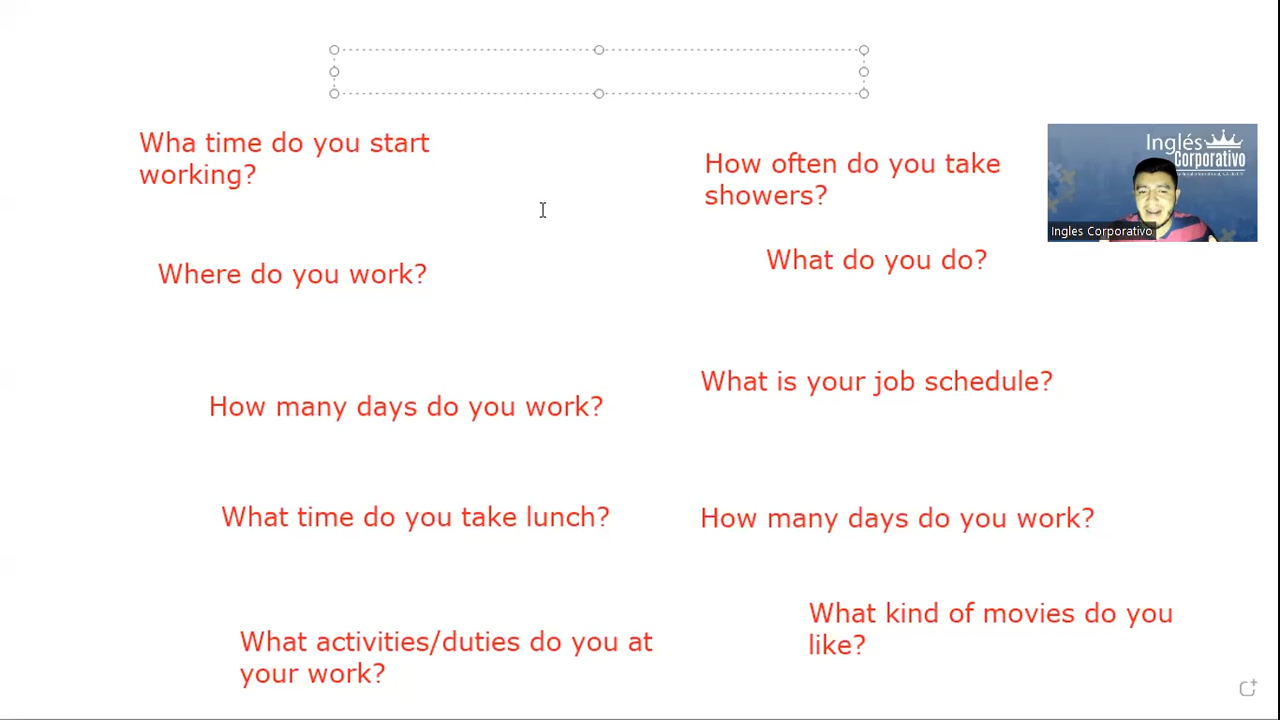 Wha time do you start
working?
Where do you work?
How many days do you work?
What time do you take lunch?
What activities/duties do you at
your work?
How often do you take
showers?
What do you do?
What is your job schedule?
How many days do you work?
What kind of movies do you
like?
Inglés
Corporativo
Ingles Corporativo